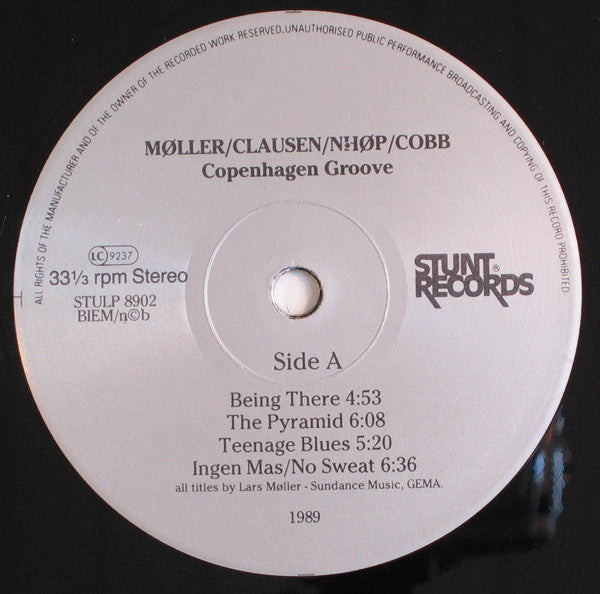 ALL RIGHTS OF THE MANUFACTURER AND OF THE OWNER OF THE RECORDED WORK RESERVED.UNAUTHORISED PUBLIC PERFORMANCE BROADCASTING AND COPYING OF THIS RECORD PROHIBITED
MØLLER/CLAUSEN/NHØP/COBB
Copenhagen Groove
LC 9237
33⅓ rpm Stereo
STULP 8902
BIEM/n©b
STUNT®
RECORDS
Side A
Being There 4:53
The Pyramid 6:08
Teenage Blues 5:20
Ingen Mas/No Sweat 6:36
all titles by Lars Møller - Sundance Music, GEMA.
1989